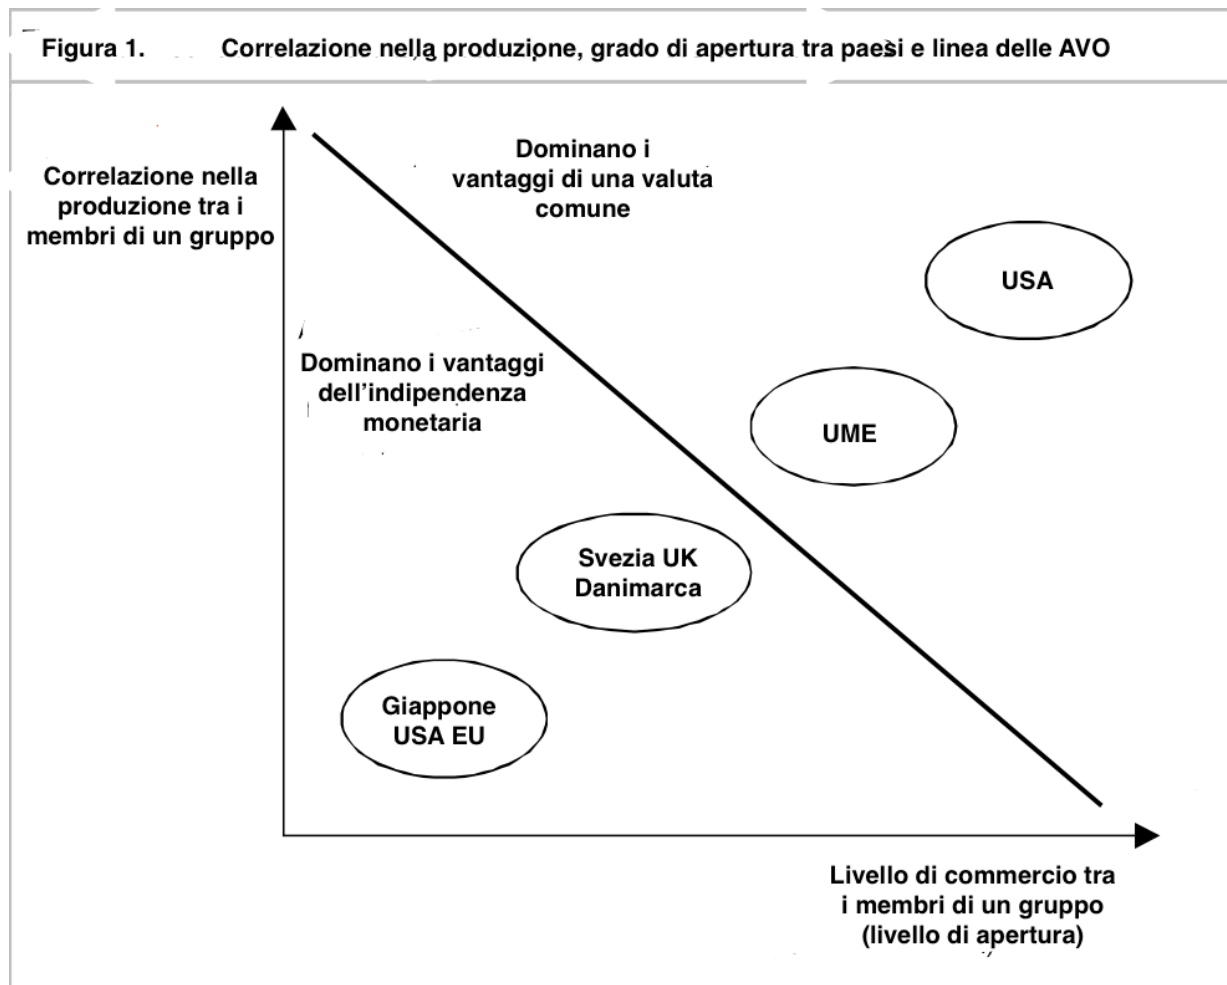 Figura 1. Correlazione nella produzione, grado di apertura tra paesi e linea delle AVO
Correlazione nella
produzione tra i
membri di un gruppo
Dominano i
vantaggi di una valuta
comune
USA
Dominano i vantaggi
dell'indipendenza
monetaria
UME
Svezia UK
Danimarca
Giappone
USA EU
Livello di commercio tra
i membri di un gruppo
(livello di apertura)